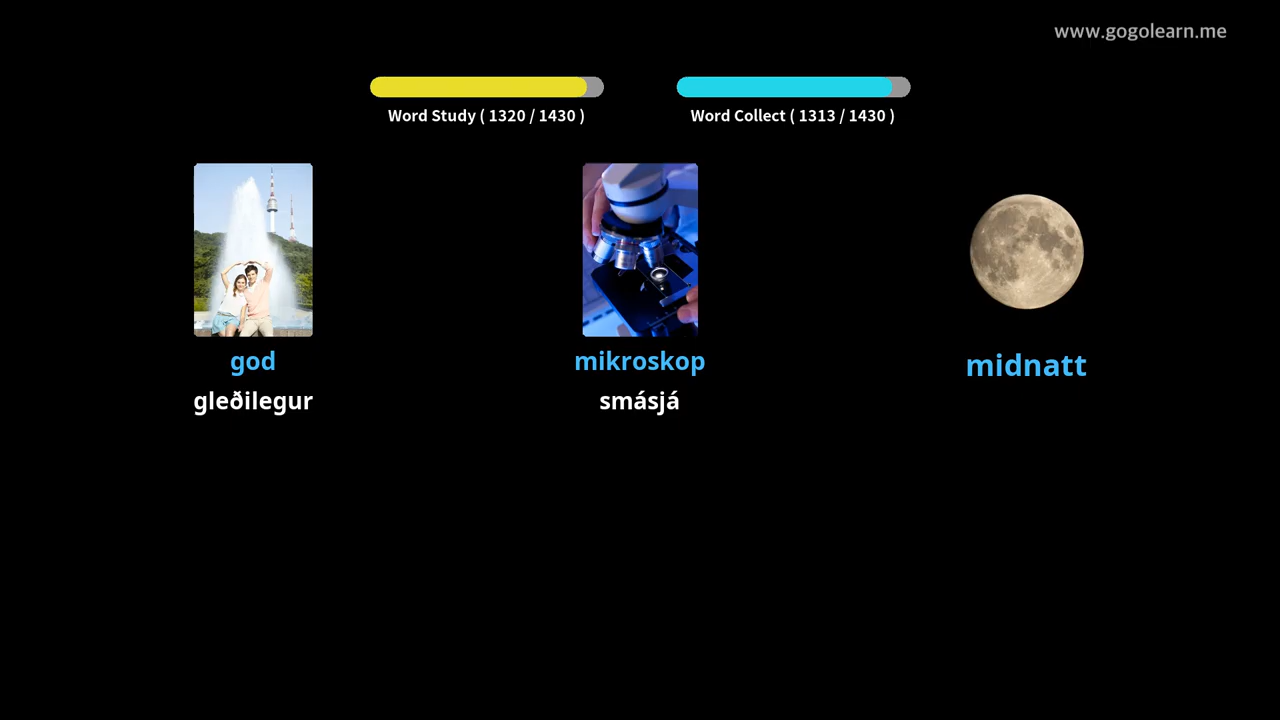 www.gogolearn.me
Word Study ( 1320 / 1430 )
Word Collect ( 1313 / 1430 )
god
mikroskop
midnatt
gleðilegur
smásjá